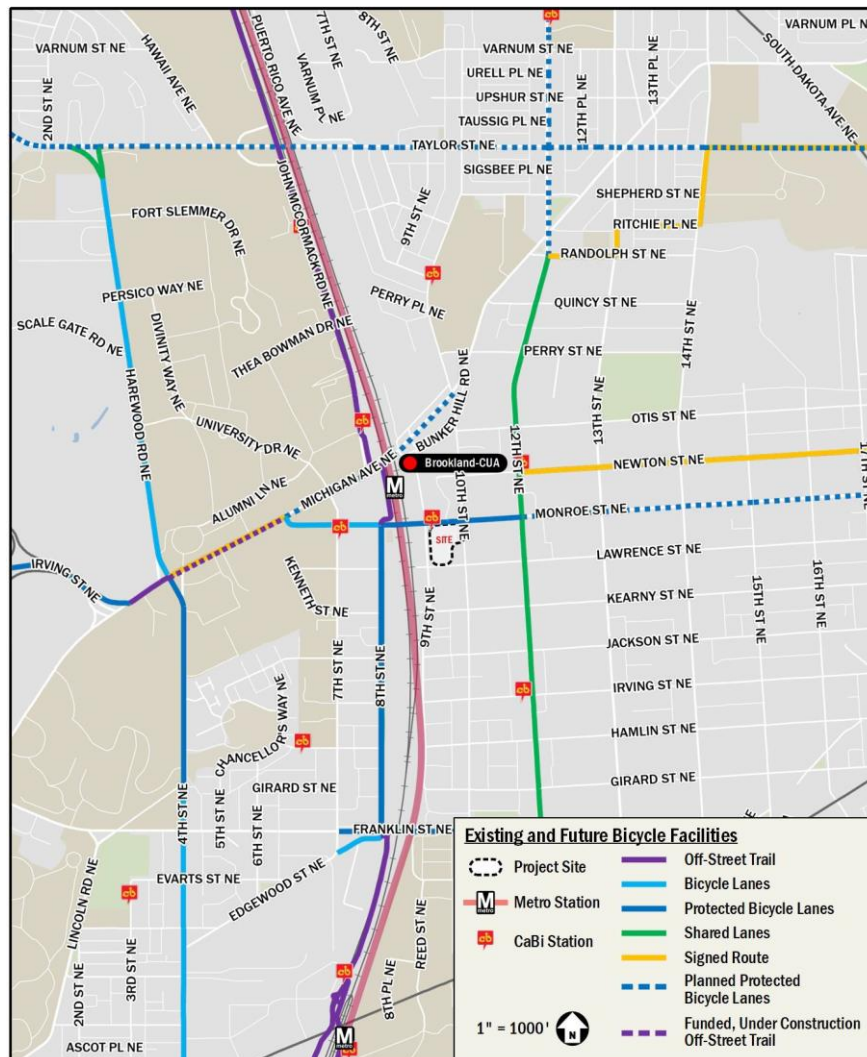 VARNUM ST NE
HAWAII AVE NE
2ND ST NE
PUERTO RICO AVE NE
7TH ST NE
8TH ST NE
VARNUM PL NE
VARNUM ST NE
URELL PL NE
UPSHUR ST NE
TAUSSIG PL NE
12TH PL NE
13TH PL NE
VARNUM PL N
SOUTH DAKOTA AVE NE
TAYLOR ST NE
SIGSBEE PL NE
JOHN MCCORMACK RD NE
9TH ST NE
SHEPHERD ST NE
RITCHIE PL NE
RANDOLPH ST NE
FORT SLEMMER DR NE
PERSICO WAY NE
SCALE GATE RD NE
DIVINITY WAY NE
THEA BOWMAN DR NE
PERRY PL NE
QUINCY ST NE
PERRY ST NE
14TH ST NE
13TH ST NE
HAREWOOD RD NE
UNIVERSITY DR NE
ALUMNI LN NE
MICHIGAN AVE NE
BUNKER HILL RD NE
OTIS ST NE
Brookland-CUA
12TH ST NE
NEWTON ST NE
17TH ST NE
M
metro
10TH ST NE
MONROE ST NE
SITE
IRVING ST NE
KENNETH ST NE
LAWRENCE ST NE
KEARNY ST NE
15TH ST NE
16TH ST NE
7TH ST NE
8TH ST NE
9TH ST NE
JACKSON ST NE
IRVING ST NE
HAMLIN ST NE
GIRARD ST NE
CHANCELLOR'S WAY NE
GIRARD ST NE
4TH ST NE
5TH ST NE
6TH ST NE
FRANKLIN ST NE
EDGEWOOD ST NE
EVARTS ST NE
LINCOLN RD NE
2ND ST NE
3RD ST NE
8TH PL NE
REED ST NE
ASCOT PL NE
M
metro
Existing and Future Bicycle Facilities
Project Site
M
metro
Metro Station
cb
CaBi Station
1" = 1000'
N
Off-Street Trail
Bicycle Lanes
Protected Bicycle Lanes
Shared Lanes
Signed Route
Planned Protected
Bicycle Lanes
Funded, Under Construction
Off-Street Trail